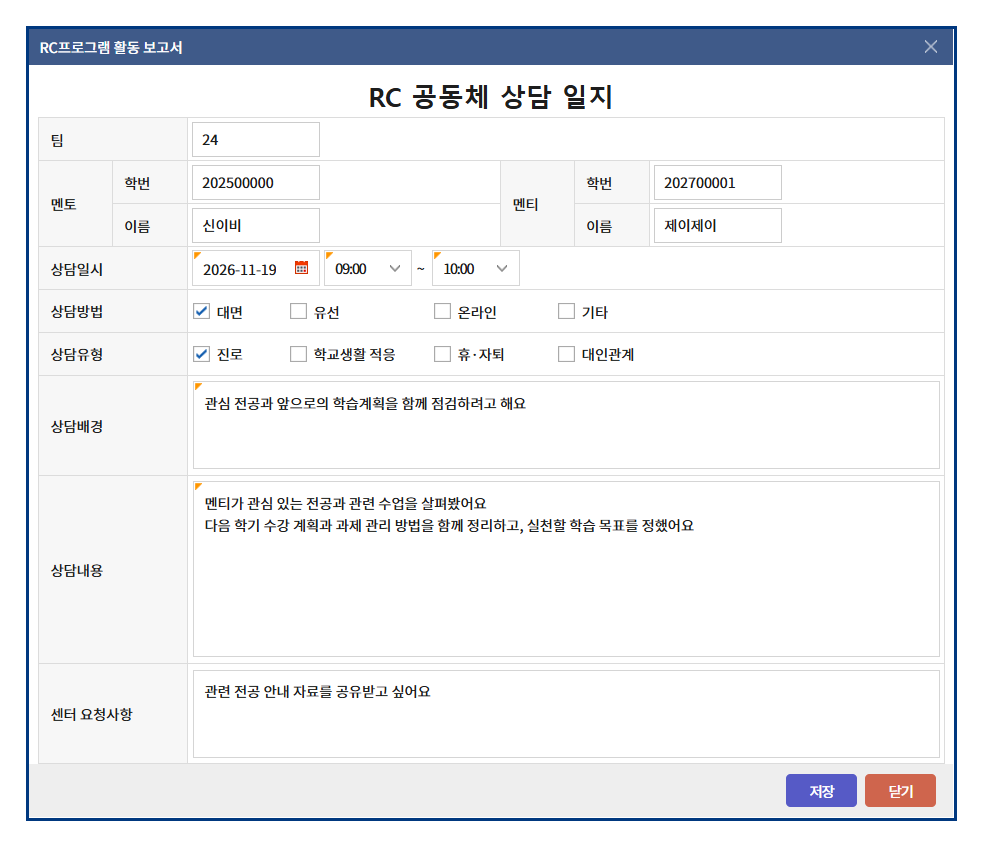 RC프로그램 활동 보고서
RC 공동체 상담 일지
팀 24
멘토 학번 202500000 멘티 학번 202700001
이름 신이비 이름 제이제이
상담일시 2026-11-19 09:00 ~ 10:00
상담방법 대면 유선 온라인 기타
상담유형 진로 학교생활 적응 휴·자퇴 대인관계
상담배경 관심 전공과 앞으로의 학습계획을 함께 점검하려고 해요
상담내용 멘티가 관심 있는 전공과 관련 수업을 살펴봤어요
다음 학기 수강 계획과 과제 관리 방법을 함께 정리하고, 실천할 학습 목표를 정했어요
센터 요청사항 관련 전공 안내 자료를 공유받고 싶어요
저장 닫기